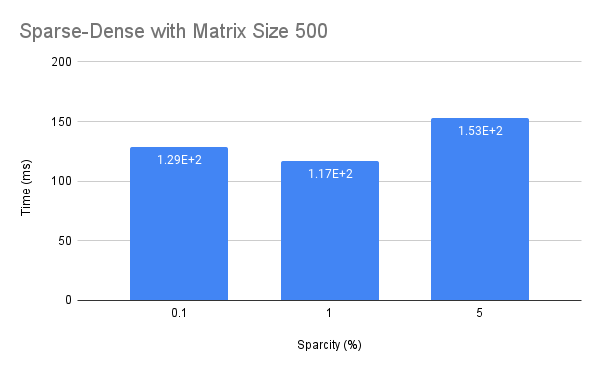 Sparse-Dense with Matrix Size 500
200
150
100
50
0
Time (ms)
1.29E+2
1.17E+2
1.53E+2
0.1
1
5
Sparcity (%)